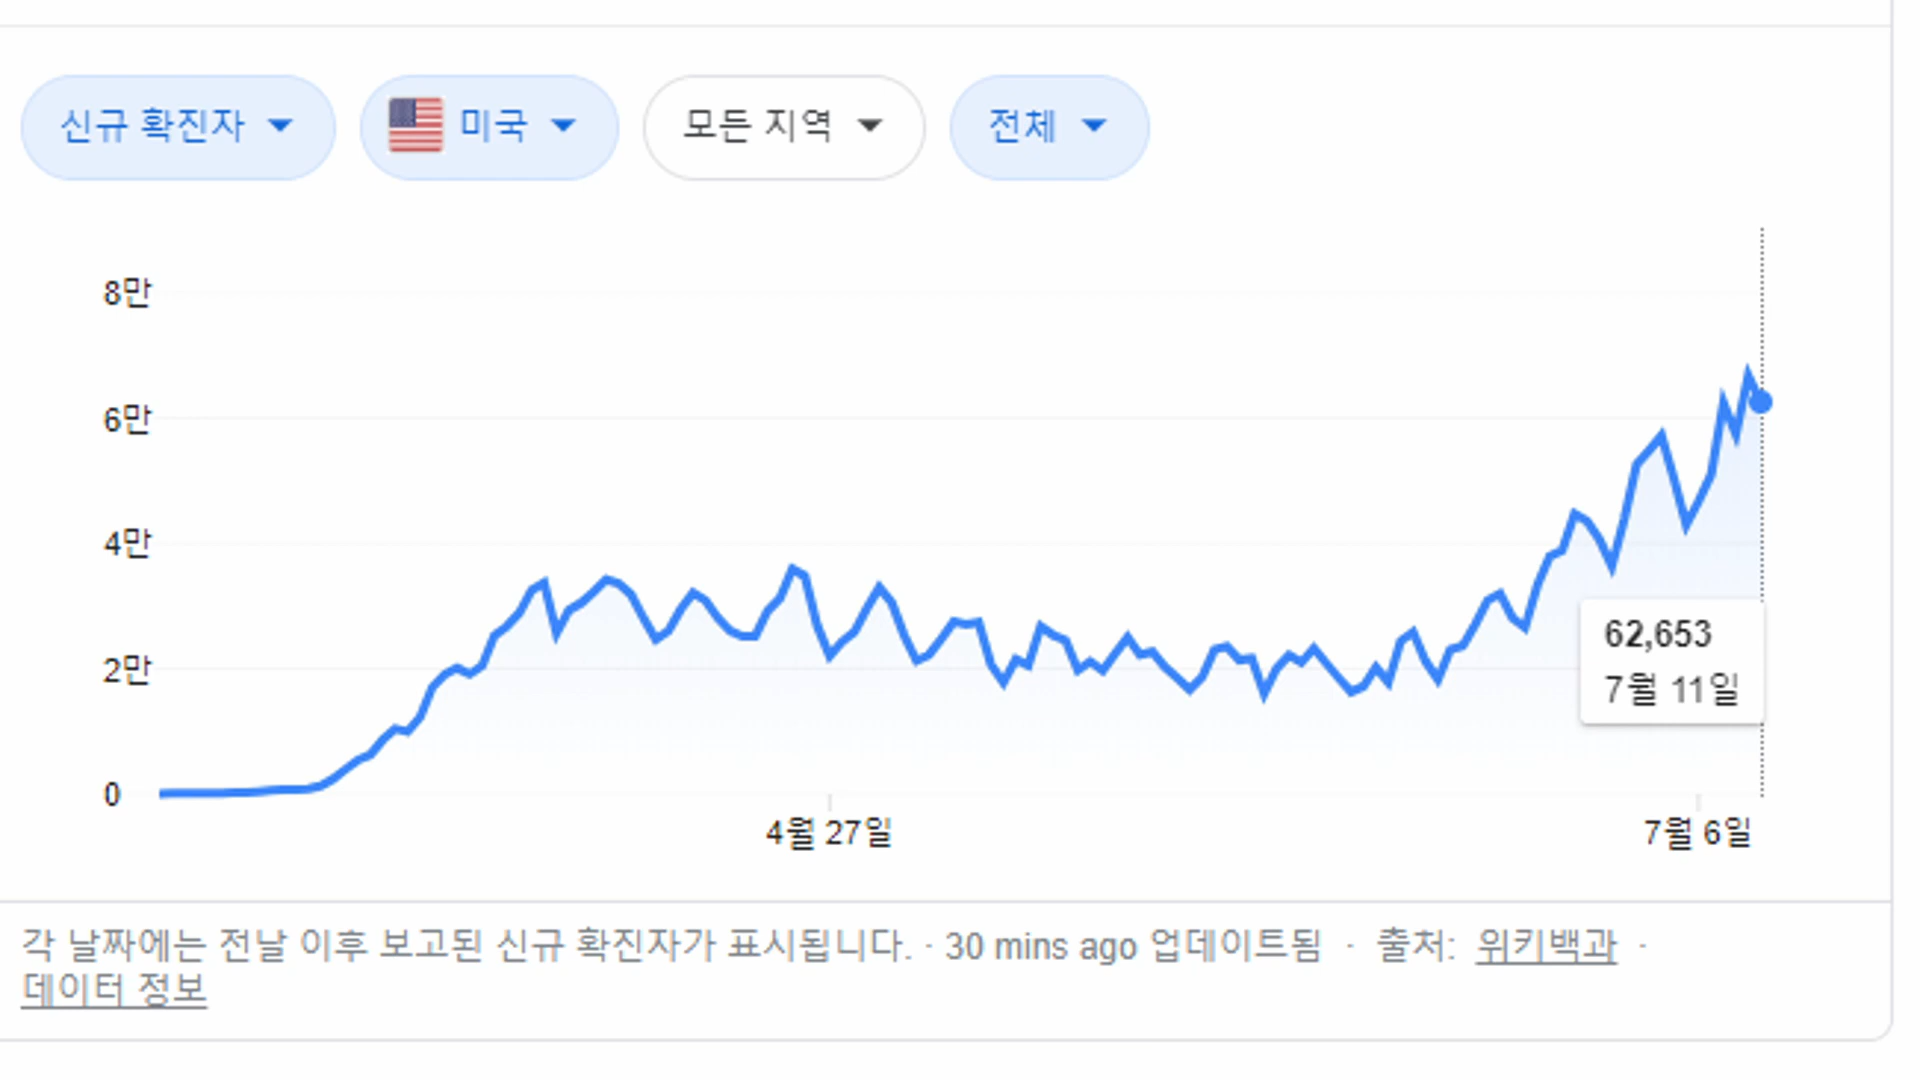 신규 확진자
미국
모든 지역
전체
8만
6만
4만
2만
0
62,653
7월 11일
4월 27일
7월 6일
각 날짜에는 전날 이후 보고된 신규 확진자가 표시됩니다. · 30 mins ago 업데이트됨 · 출처: 위키백과 ·
데이터 정보